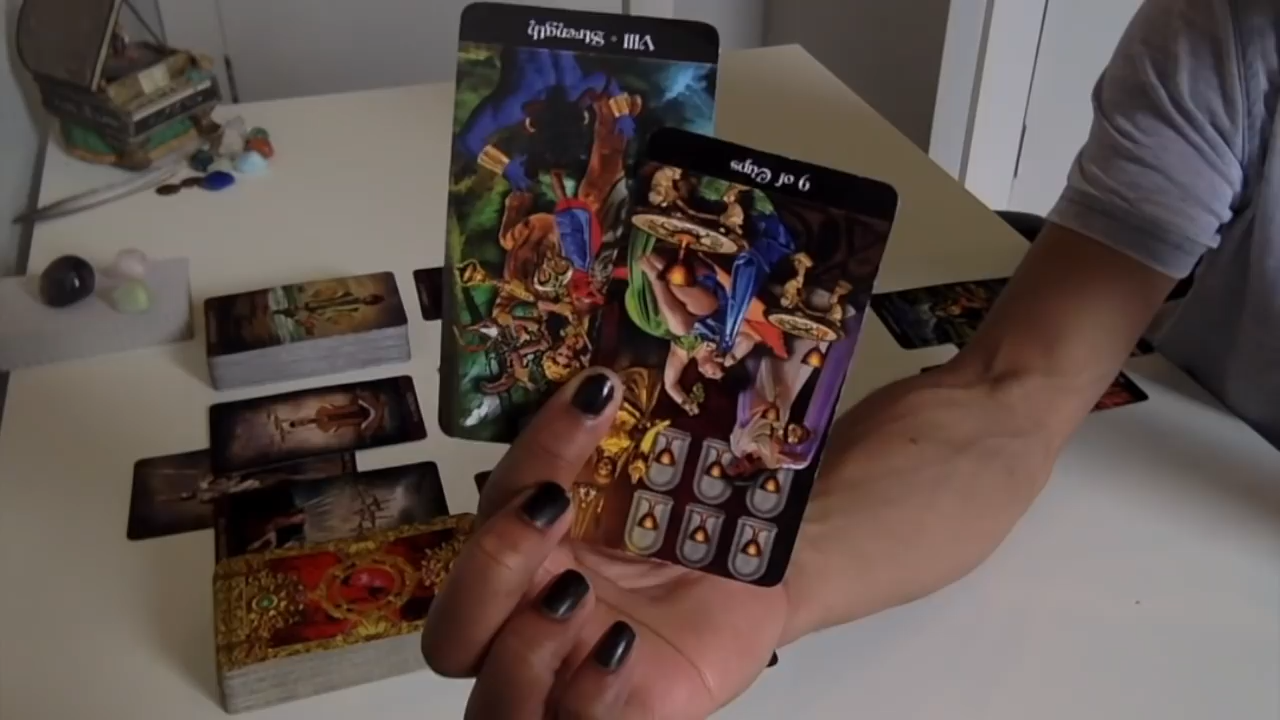 VIII • Strength
9 of Cups